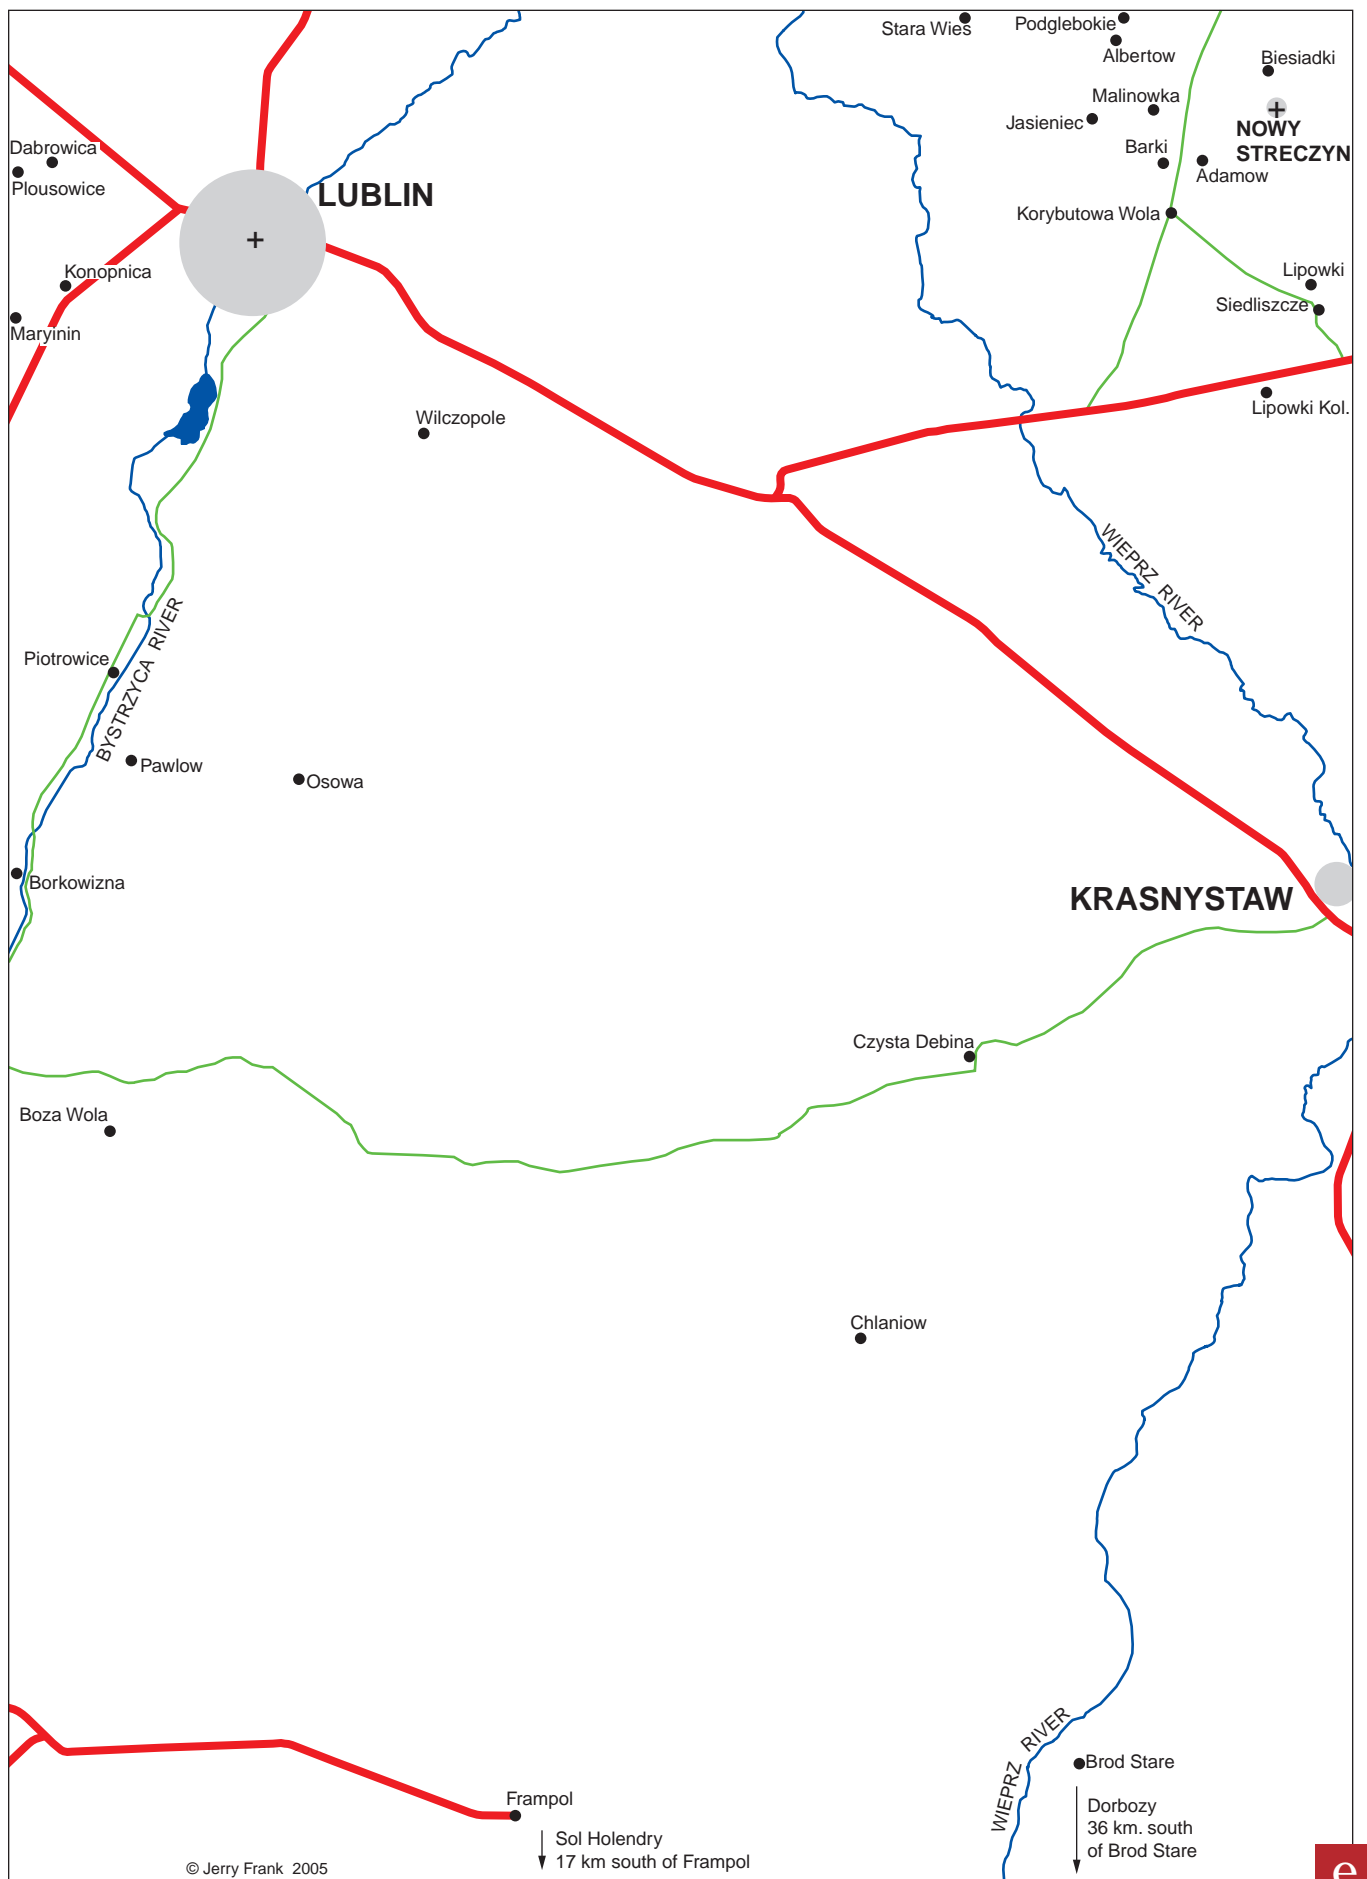 Stara Wies
Podglebokie
Albertow
Biesiadki
Malinowka
Jasieniec
NOWY
STRECZYN
Barki
Adamow
Dabrowica
Plousowice
LUBLIN
Korybutowa Wola
Konopnica
Lipowki
Siedliszcze
Maryinin
Lipowki Kol.
Wilczopole
WIEPRZ RIVER
BYSTRZYCA RIVER
Piotrowice
Pawlow
Osowa
Borkowizna
KRASNYSTAW
Czysta Debina
Boza Wola
Chlaniow
WIEPRZ RIVER
Brod Stare
Frampol
Dorbozy
36 km. south
of Brod Stare
Sol Holendry
17 km south of Frampol
© Jerry Frank 2005
e